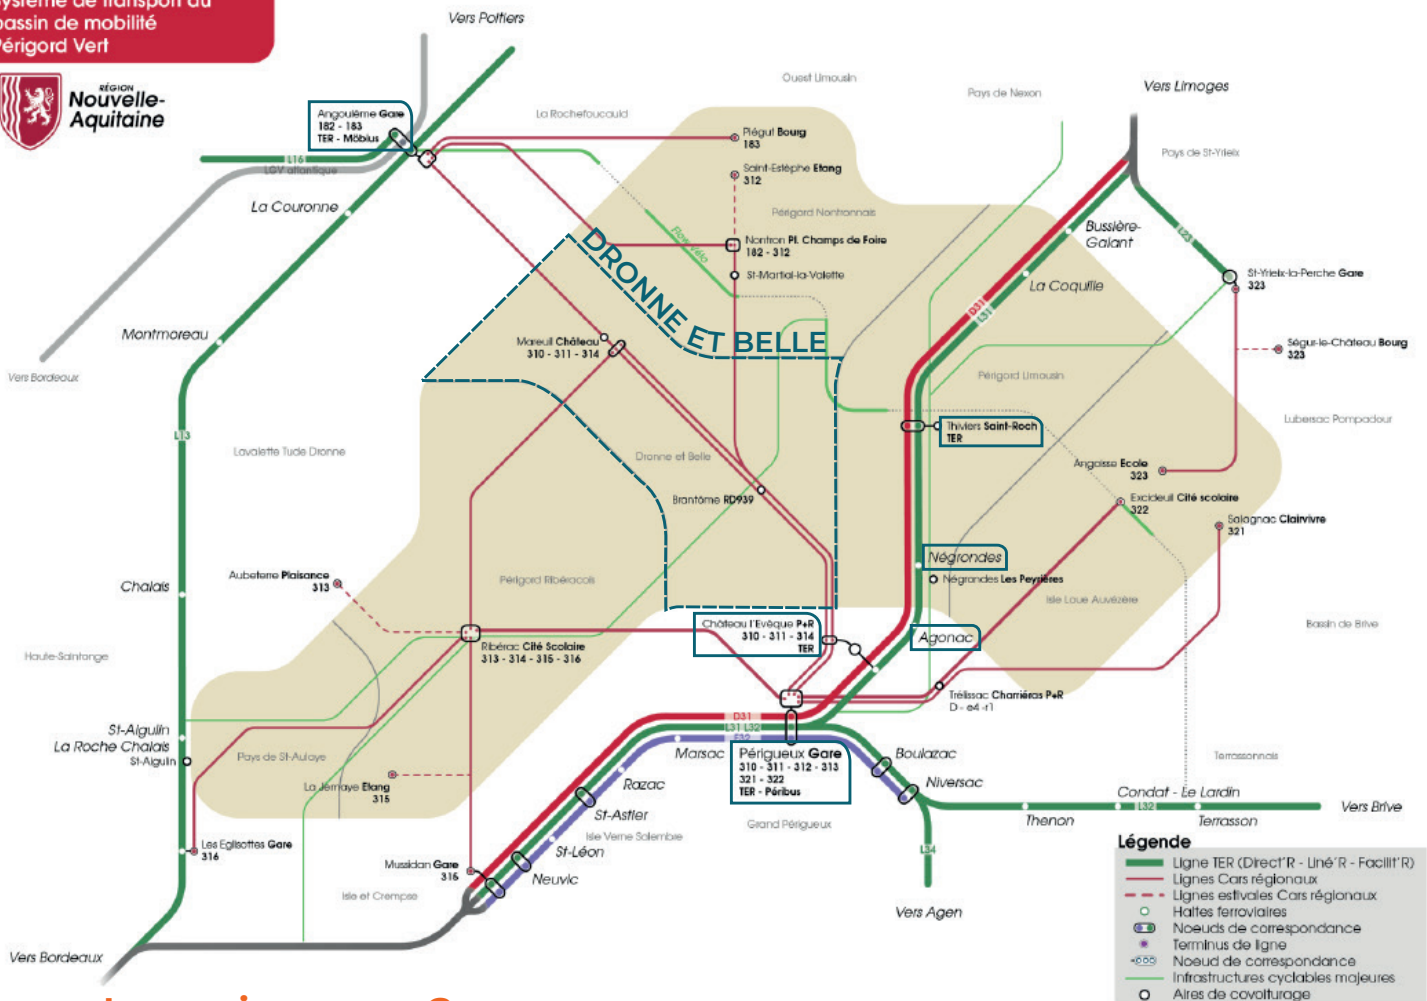 système de transport du
bassin de mobilité
Périgord Vert
RÉGION
Nouvelle-
Aquitaine
Vers Poitiers
Ouest Limousin
Pays de Nexon
Vers Limoges
Pays de St-Yrieix
La Rochefoucauld
Angoulême Gare
182 - 183
TER - Möbius
L16
LGV atlantique
La Couronne
Piégut Bourg
183
Saint-Estèphe Etang
312
Périgord Nontronnais
Nontron Pl. Champs de Foire
182 - 312
St-Martial-la-Valette
Flow Vélo
DRONNE ET BELLE
Bussière-
Galant
L23
La Coquille
St-Yrieix-la-Perche Gare
323
D31
L31
Montmoreau
Mareuil Château
310 - 311 - 314
Ségur-le-Château Bourg
323
Vers Bordeaux
Périgord Limousin
Lubersac Pompadour
L13
Thiviers Saint-Roch
TER
Lavalette Tude Dronne
Dronne et Belle
Angoisse Ecole
323
Brantôme RD939
Excideuil Cité scolaire
322
Salagnac Clairvivre
321
Négrondes
Négrondes Les Peyrières
Chalais
Aubeterre Plaisance
313
Périgord Ribéracois
Isle Loue Auvézère
Château l'Evêque P+R
310 - 311 - 314
TER
Agonac
Bassin de Brive
Haute-Saintonge
Ribérac Cité Scolaire
313 - 314 - 315 - 316
Trélissac Charriéras P+R
D - e4 -r1
St-Aigulin
La Roche Chalais
St-Aiguin
D31
L31 L32
F32
Pays de St-Aulaye
Marsac
Périgueux Gare
310 - 311 - 312 - 313
321 - 322
TER - Péribus
Boulazac
Niversac
Terrassonnais
La Jemaye Etang
315
Razac
St-Astier
Isle Verne Salembre
Grand Périgueux
Condat - Le Lardin
L32
Vers Brive
Thenon
Terrasson
Les Eglisottes Gare
316
St-Léon
L34
Mussidan Gare
315
Neuvic
Isle et Crempse
Vers Agen
Vers Bordeaux
Légende
Ligne TER (Direct'R - Liné'R - Facilit'R)
Lignes Cars régionaux
Lignes estivales Cars régionaux
Haltes ferroviaires
Noeuds de correspondance
Terminus de ligne
Noeud de correspondance
Infrastructures cyclables majeures
Aires de covoiturage